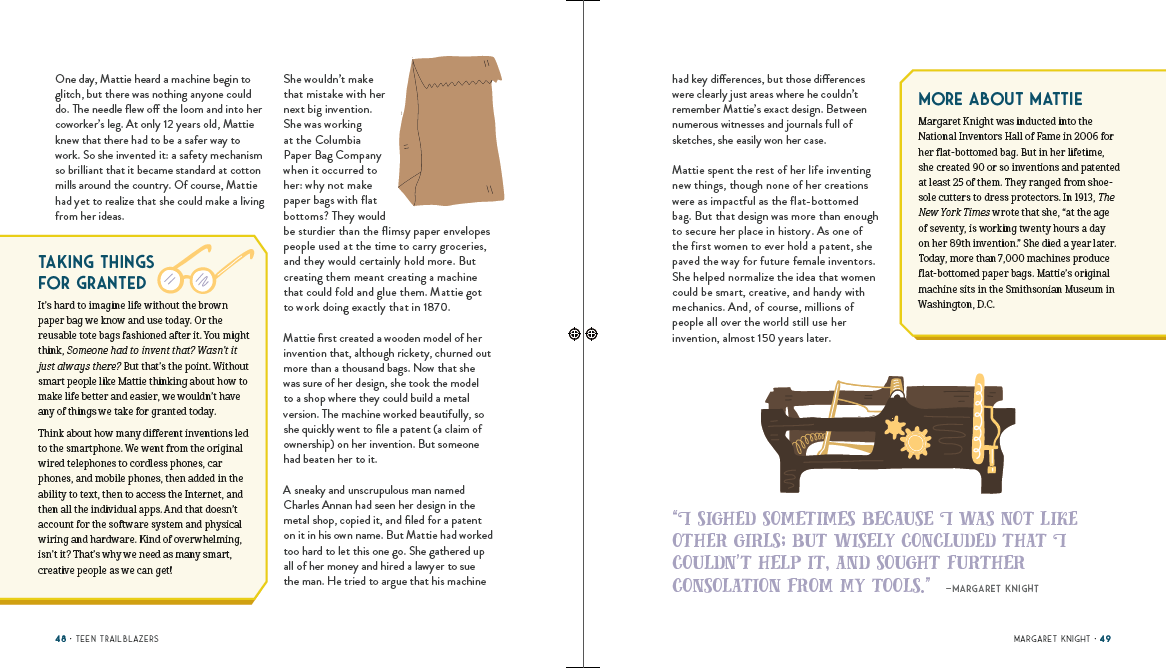 One day, Mattie heard a machine begin to
glitch, but there was nothing anyone could
do. The needle flew off the loom and into her
coworker's leg. At only 12 years old, Mattie
knew that there had to be a safer way to
work. So she invented it: a safety mechanism
so brilliant that it became standard at cotton
mills around the country. Of course, Mattie
had yet to realize that she could make a living
from her ideas.
TAKING THINGS
FOR GRANTED
It's hard to imagine life without the brown
paper bag we know and use today. Or the
reusable tote bags fashioned after it. You might
think, Someone had to invent that? Wasn't it
just always there? But that's the point. Without
smart people like Mattie thinking about how to
make life better and easier, we wouldn't have
any of things we take for granted today.
Think about how many different inventions led
to the smartphone. We went from the original
wired telephones to cordless phones, car
phones, and mobile phones, then added in the
ability to text, then to access the Internet, and
then all the individual apps. And that doesn't
account for the software system and physical
wiring and hardware. Kind of overwhelming,
isn't it? That's why we need as many smart,
creative people as we can get!
She wouldn't make
that mistake with her
next big invention.
She was working
at the Columbia
Paper Bag Company
when it occurred to
her: why not make
paper bags with flat
bottoms? They would
be sturdier than the flimsy paper envelopes
people used at the time to carry groceries,
and they would certainly hold more. But
creating them meant creating a machine
that could fold and glue them. Mattie got
to work doing exactly that in 1870.
Mattie first created a wooden model of her
invention that, although rickety, churned out
more than a thousand bags. Now that she
was sure of her design, she took the model
to a shop where they could build a metal
version. The machine worked beautifully, so
she quickly went to file a patent (a claim of
ownership) on her invention. But someone
had beaten her to it.
A sneaky and unscrupulous man named
Charles Annan had seen her design in the
metal shop, copied it, and filed for a patent
on it in his own name. But Mattie had worked
too hard to let this one go. She gathered up
all of her money and hired a lawyer to sue
the man. He tried to argue that his machine
48 · TEEN TRAILBLAZERS
had key differences, but those differences
were clearly just areas where he couldn't
remember Mattie's exact design. Between
numerous witnesses and journals full of
sketches, she easily won her case.
Mattie spent the rest of her life inventing
new things, though none of her creations
were as impactful as the flat-bottomed
bag. But that design was more than enough
to secure her place in history. As one of
the first women to ever hold a patent, she
paved the way for future female inventors.
She helped normalize the idea that women
could be smart, creative, and handy with
mechanics. And, of course, millions of
people all over the world still use her
invention, almost 150 years later.
MORE ABOUT MATTIE
Margaret Knight was inducted into the
National Inventors Hall of Fame in 2006 for
her flat-bottomed bag. But in her lifetime,
she created 90 or so inventions and patented
at least 25 of them. They ranged from shoe-
sole cutters to dress protectors. In 1913, The
New York Times wrote that she, "at the age
of seventy, is working twenty hours a day
on her 89th invention." She died a year later.
Today, more than 7,000 machines produce
flat-bottomed paper bags. Mattie's original
machine sits in the Smithsonian Museum in
Washington, D.C.
"I SIGHED SOMETIMES BECAUSE I WAS NOT LIKE
OTHER GIRLS; BUT WISELY CONCLUDED THAT I
COULDN'T HELP IT, AND SOUGHT FURTHER
CONSOLATION FROM MY TOOLS." —MARGARET KNIGHT
MARGARET KNIGHT · 49